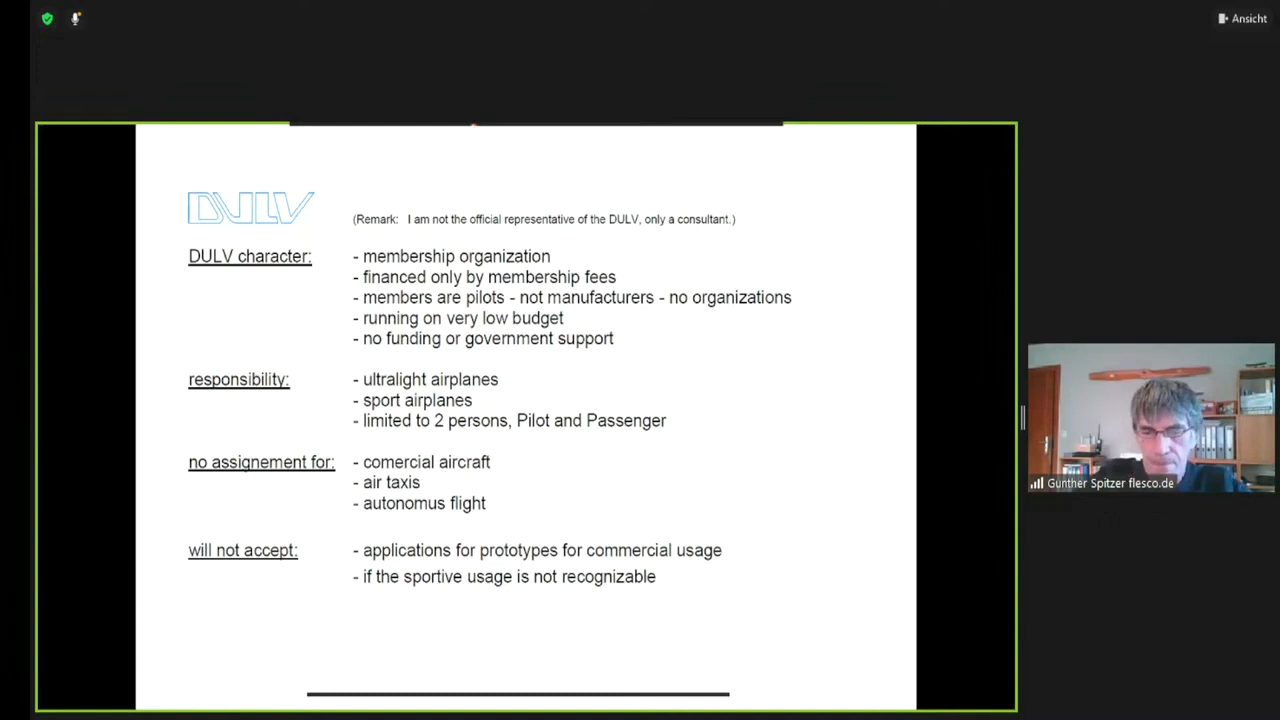 Ansicht
DULV
(Remark: I am not the official representative of the DULV, only a consultant.)
DULV character:
- membership organization
- financed only by membership fees
- members are pilots - not manufacturers - no organizations
- running on very low budget
- no funding or government support
responsibility:
- ultralight airplanes
- sport airplanes
- limited to 2 persons, Pilot and Passenger
no assignement for:
- comercial aircraft
- air taxis
- autonomus flight
will not accept:
- applications for prototypes for commercial usage
- if the sportive usage is not recognizable
Gunther Spitzer flesco.de